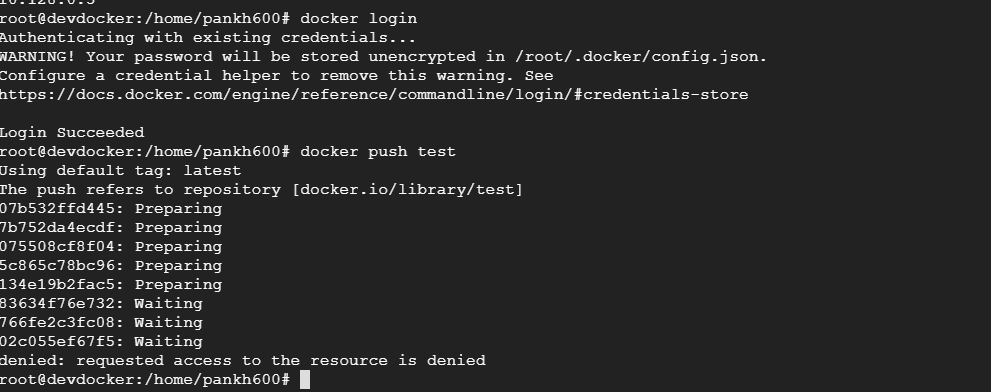 root@devdocker:/home/pankh600# docker login
Authenticating with existing credentials...
WARNING! Your password will be stored unencrypted in /root/.docker/config.json.
Configure a credential helper to remove this warning. See
https://docs.docker.com/engine/reference/commandline/login/#credentials-store
Login Succeeded
root@devdocker:/home/pankh600# docker push test
Using default tag: latest
The push refers to repository [docker.io/library/test]
07b532ffd445: Preparing
7b752da4ecdf: Preparing
075508cf8f04: Preparing
5c865c78bc96: Preparing
134e19b2fac5: Preparing
83634f76e732: Waiting
766fe2c3fc08: Waiting
02c055ef67f5: Waiting
denied: requested access to the resource is denied
root@devdocker:/home/pankh600#